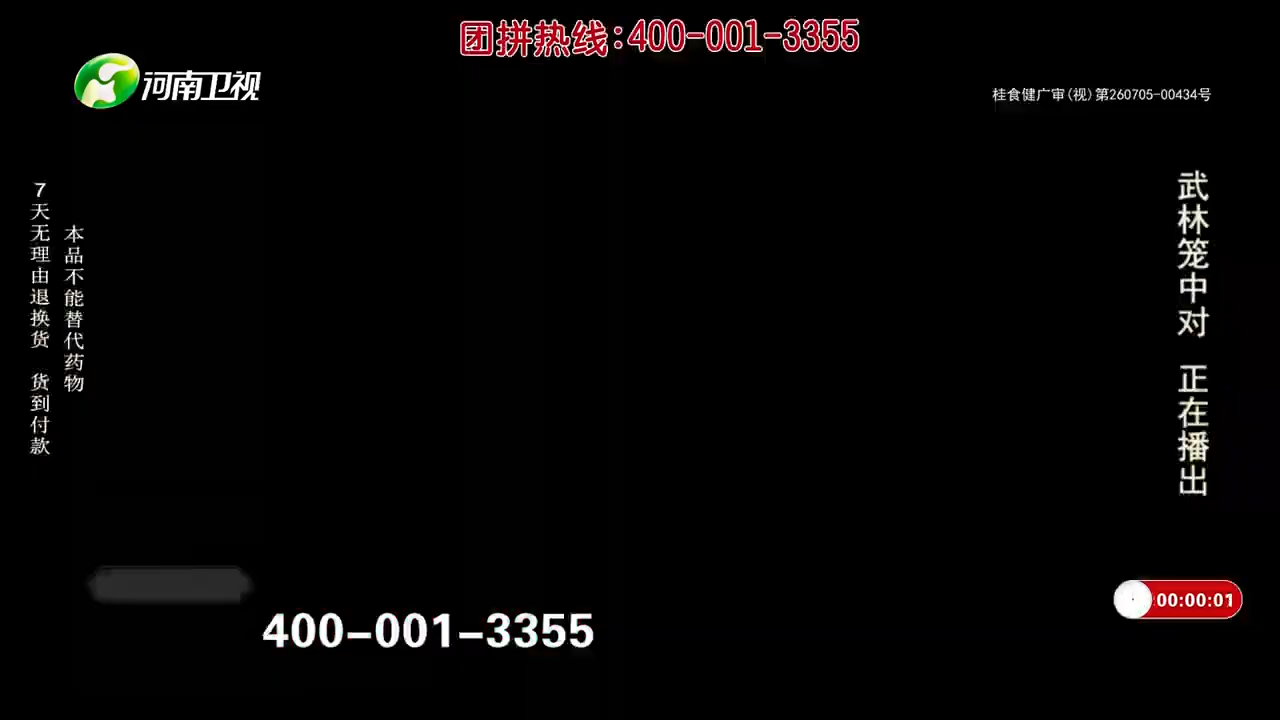 团拼热线:400-001-3355
河南卫视
桂食健广审(视)第260705-00434号
7天无理由退换货 货到付款
本品不能替代药物
武林笼中对 正在播出
00:00:01
400-001-3355